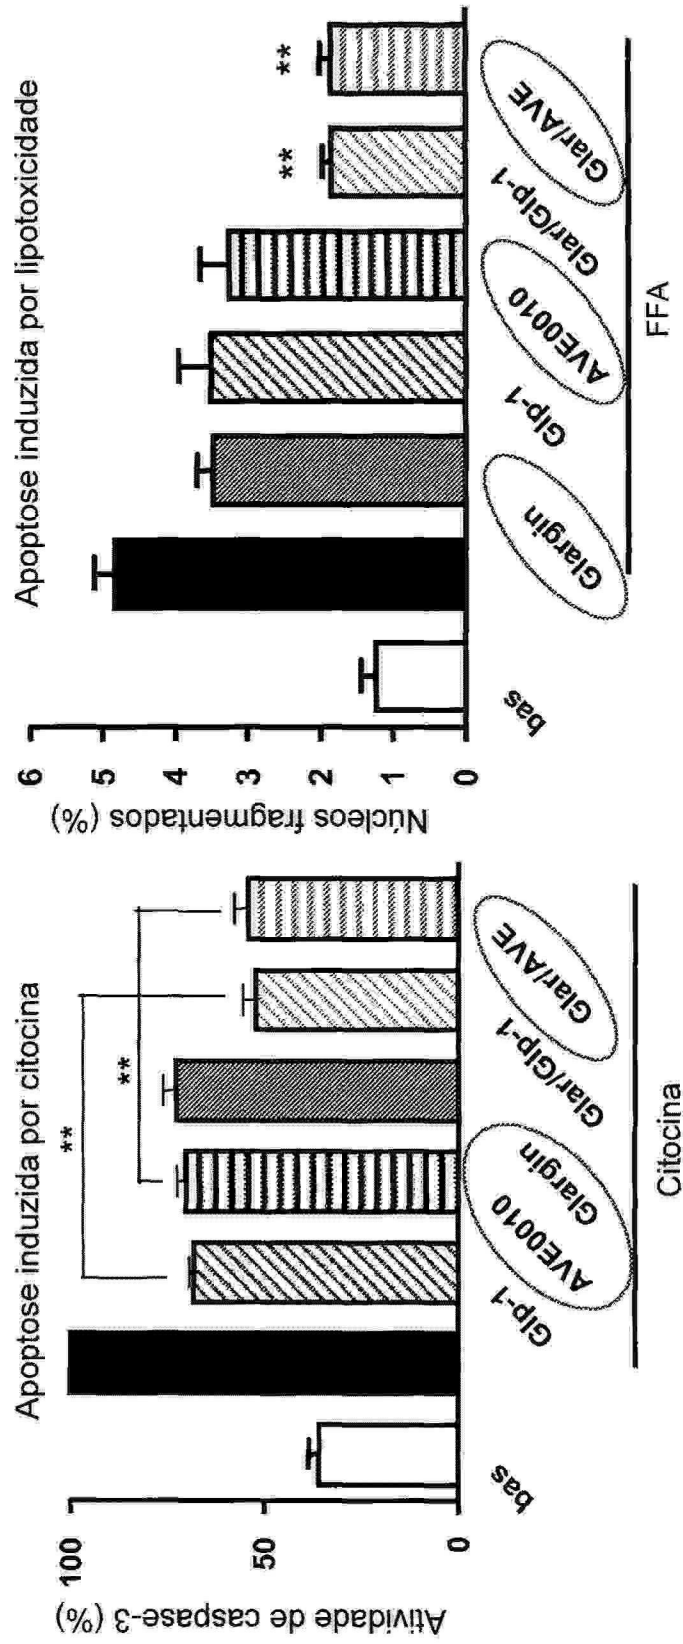 Apoptose induzida por citocina
Atividade de caspase-3 (%)
100
50
0
**
**
bas
Glp-1
AVE0010
Glargin
Glar/Glp-1
Glar/AVE
Citocina
Apoptose induzida por lipotoxicidade
Núcleos fragmentados (%)
6
5
4
3
2
1
0
**
**
bas
Glargin
Glp-1
AVE0010
Glar/Glp-1
Glar/AVE
FFA